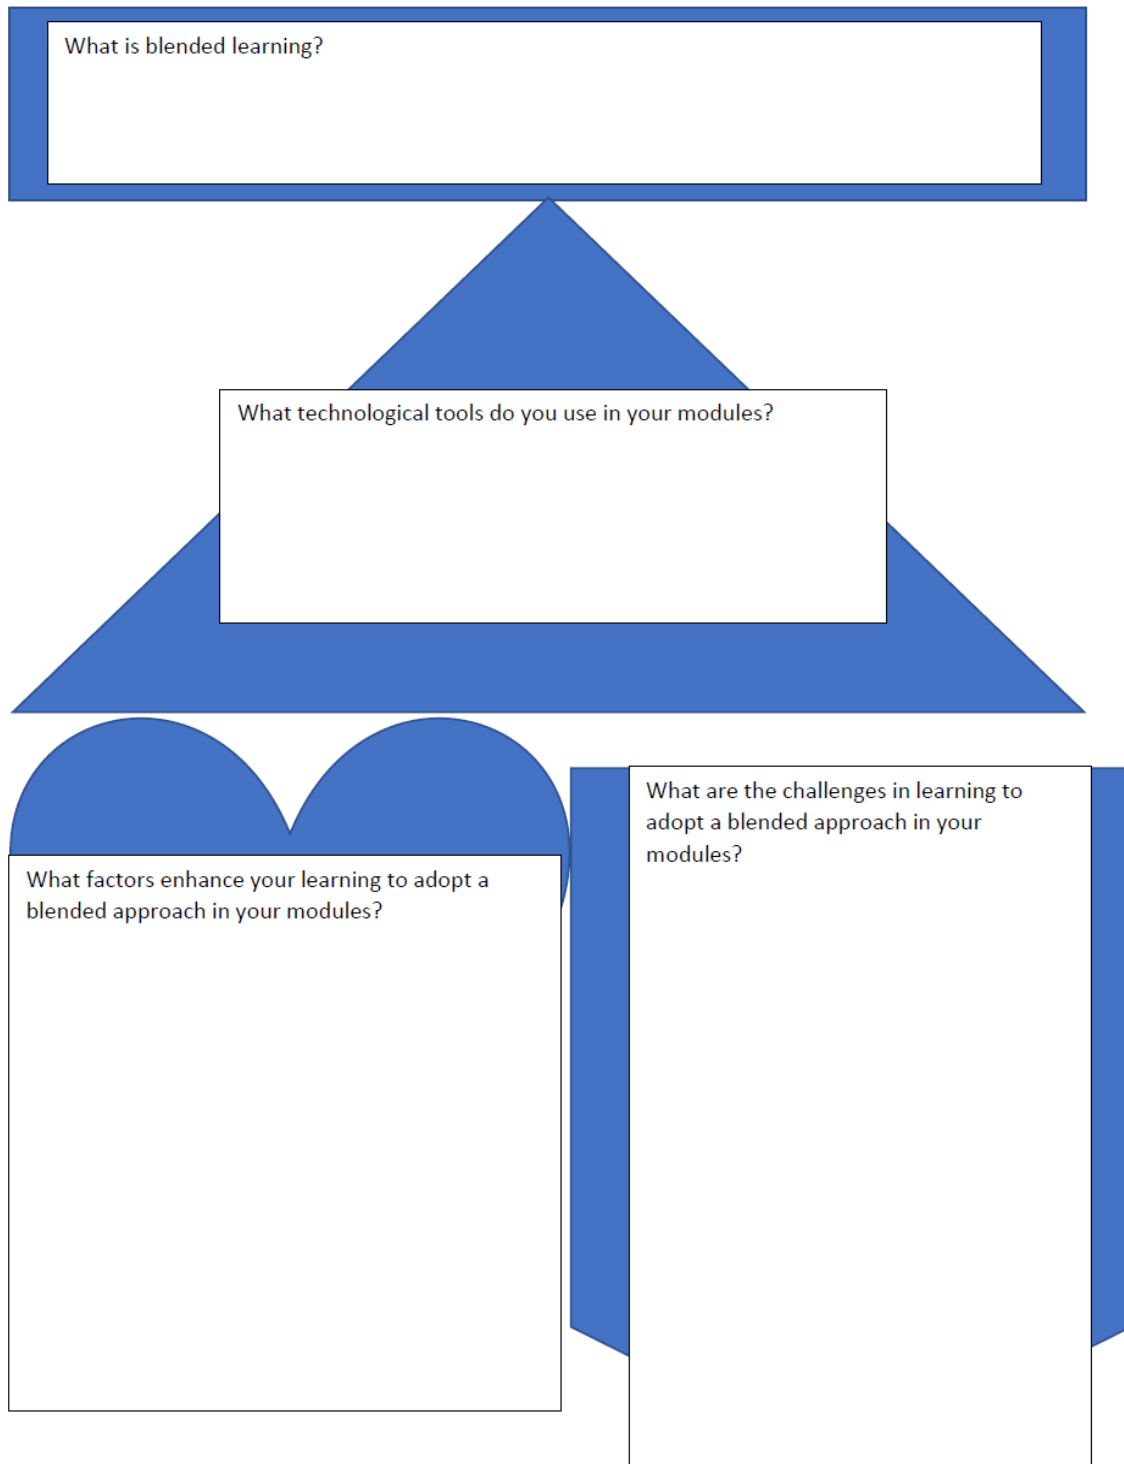 What is blended learning?
What technological tools do you use in your modules?
What factors enhance your learning to adopt a
blended approach in your modules?
What are the challenges in learning to
adopt a blended approach in your
modules?